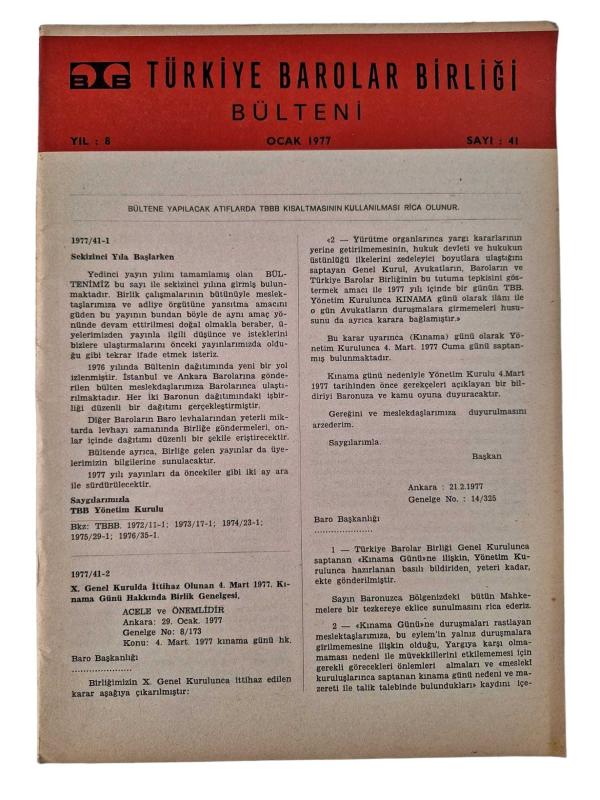 BB
TÜRKİYE BAROLAR BİRLİĞİ
BÜLTENİ
YIL : 8
OCAK 1977
SAYI : 41
BÜLTENE YAPILACAK ATIFLARDA TBBB KISALTMASININ KULLANILMASI RİCA OLUNUR.
1977/41-1
Sekizinci Yıla Başlarken
Yedinci yayın yılını tamamlamış olan BÜL-
TENİMİZ bu sayı ile sekizinci yılına girmiş bulun-
maktadır. Birlik çalışmalarının bütünüyle meslek-
taşlarımıza ve adliye örgütüne yansıtma amacını
güden bu yayının bundan böyle de aynı amaç yö-
nünde devam ettirilmesi doğal olmakla beraber, ü-
yelerimizden yayınla ilgili düşünce ve isteklerini
bizlere ulaştırmalarını önceki yayınlarımızda oldu-
ğu gibi tekrar ifade etmek isteriz.
1976 yılında Bültenin dağıtımında yeni bir yol
izlenmiştir. İstanbul ve Ankara Barolarına gönde-
rilen bülten meslekdaşlarımıza Barolarınca ulaştı-
rılmaktadır. Her iki Baronun dağıtımındaki işbir-
liği düzenli bir dağıtımı gerçekleştirmiştir.
Diğer Baroların Baro levhalarından yeterli mik-
tarda levhayı zamanında Birliğe göndermeleri, on-
lar içinde dağıtımı düzenli bir şekile eriştirecektir.
Bültende ayrıca, Birliğe gelen yayınlar da üye-
lerimizin bilgilerine sunulacaktır.
1977 yılı yayınları da öncekiler gibi iki ay ara
ile sürdürülecektir.
Saygılarımızla
TBB Yönetim Kurulu
Bkz: TBBB. 1972/11-1; 1973/17-1; 1974/23-1;
1975/29-1; 1976/35-1.
1977/41-2
X. Genel Kurulda İttihaz Olunan 4. Mart 1977. Kı-
nama Günü Hakkında Birlik Genelgesi.
ACELE ve ÖNEMLİDİR
Ankara: 29. Ocak. 1977
Genelge No: 8/173
Konu: 4. Mart. 1977 kınama günü hk.
Baro Başkanlığı
.....................
Birliğimizin X. Genel Kurulunca ittihaz edilen
karar aşağıya çıkarılmıştır:
«2 — Yürütme organlarınca yargı kararlarının
yerine getirilmemesinin, hukuk devleti ve hukukun
üstünlüğü ilkelerini zedeleyici boyutlara ulaştığını
saptayan Genel Kurul, Avukatların, Baroların ve
Türkiye Barolar Birliğinin bu tutuma tepkisini gös-
termek amacı ile 1977 yılı içinde bir günün TBB.
Yönetim Kurulunca KINAMA günü olarak ilânı ile
o gün Avukatların duruşmalara girmemeleri husu-
sunu da ayrıca karara bağlamıştır.»
Bu karar uyarınca (Kınama) günü olarak Yö-
netim Kurulunca 4. Mart. 1977 Cuma günü saptan-
mış bulunmaktadır.
Kınama günü nedeniyle Yönetim Kurulu 4.Mart
1977 tarihinden önce gerekçeleri açıklayan bir bil-
diriyi Baronuza ve kamu oyuna duyuracaktır.
Gereğini ve meslekdaşlarımıza duyurulmasını
arzederim.
Saygılarımla.
Başkan
Ankara : 21.2.1977
Genelge No. : 14/325
Baro Başkanlığı
.....................
1 — Türkiye Barolar Birliği Genel Kurulunca
saptanan «Kınama Günü»ne ilişkin, Yönetim Ku-
rulunca hazırlanan basılı bildiriden, yeteri kadar,
ekte gönderilmiştir.
Sayın Baronuzca Bölgenizdeki bütün Mahke-
melere bir tezkereye eklice sunulmasını rica ederiz.
2 — «Kınama Günü»ne duruşmaları rastlayan
meslektaşlarımıza, bu eylem'in yalnız duruşmalara
girilmemesine ilişkin olduğu, Yargıya karşı olma-
maması nedeni ile müvekkillerini etkilememesi için
gerekli görecekleri önlemleri almaları ve «meslekî
kuruluşlarınca saptanan kınama günü nedeni ve ma-
zereti ile talik talebinde bulundukları» kaydını içe-